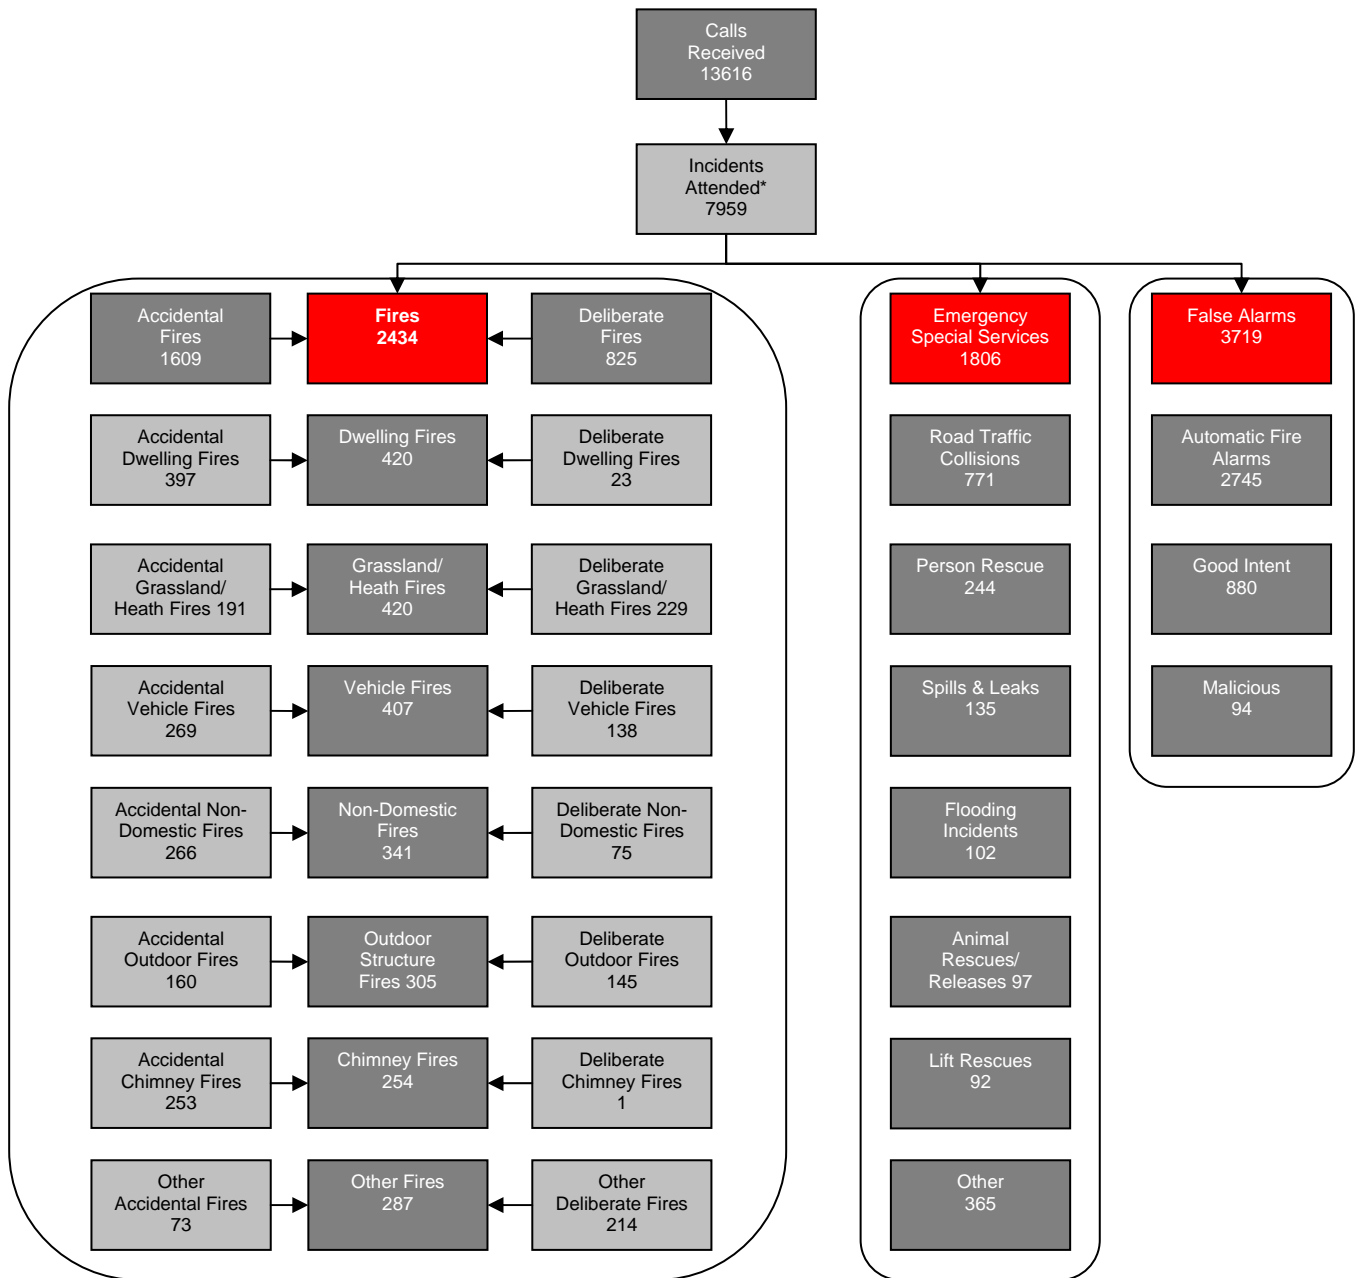 Calls
Received
13616
Incidents
Attended*
7959
Accidental
Fires
1609
Fires
2434
Deliberate
Fires
825
Emergency
Special Services
1806
False Alarms
3719
Accidental
Dwelling Fires
397
Dwelling Fires
420
Deliberate
Dwelling Fires
23
Road Traffic
Collisions
771
Automatic Fire
Alarms
2745
Accidental
Grassland/
Heath Fires 191
Grassland/
Heath Fires
420
Deliberate
Grassland/
Heath Fires 229
Person Rescue
244
Good Intent
880
Accidental
Vehicle Fires
269
Vehicle Fires
407
Deliberate
Vehicle Fires
138
Spills & Leaks
135
Malicious
94
Accidental Non-
Domestic Fires
266
Non-Domestic
Fires
341
Deliberate Non-
Domestic Fires
75
Flooding
Incidents
102
Accidental
Outdoor Fires
160
Outdoor
Structure
Fires 305
Deliberate
Outdoor Fires
145
Animal
Rescues/
Releases 97
Accidental
Chimney Fires
253
Chimney Fires
254
Deliberate
Chimney Fires
1
Lift Rescues
92
Other
Accidental Fires
73
Other Fires
287
Other
Deliberate Fires
214
Other
365